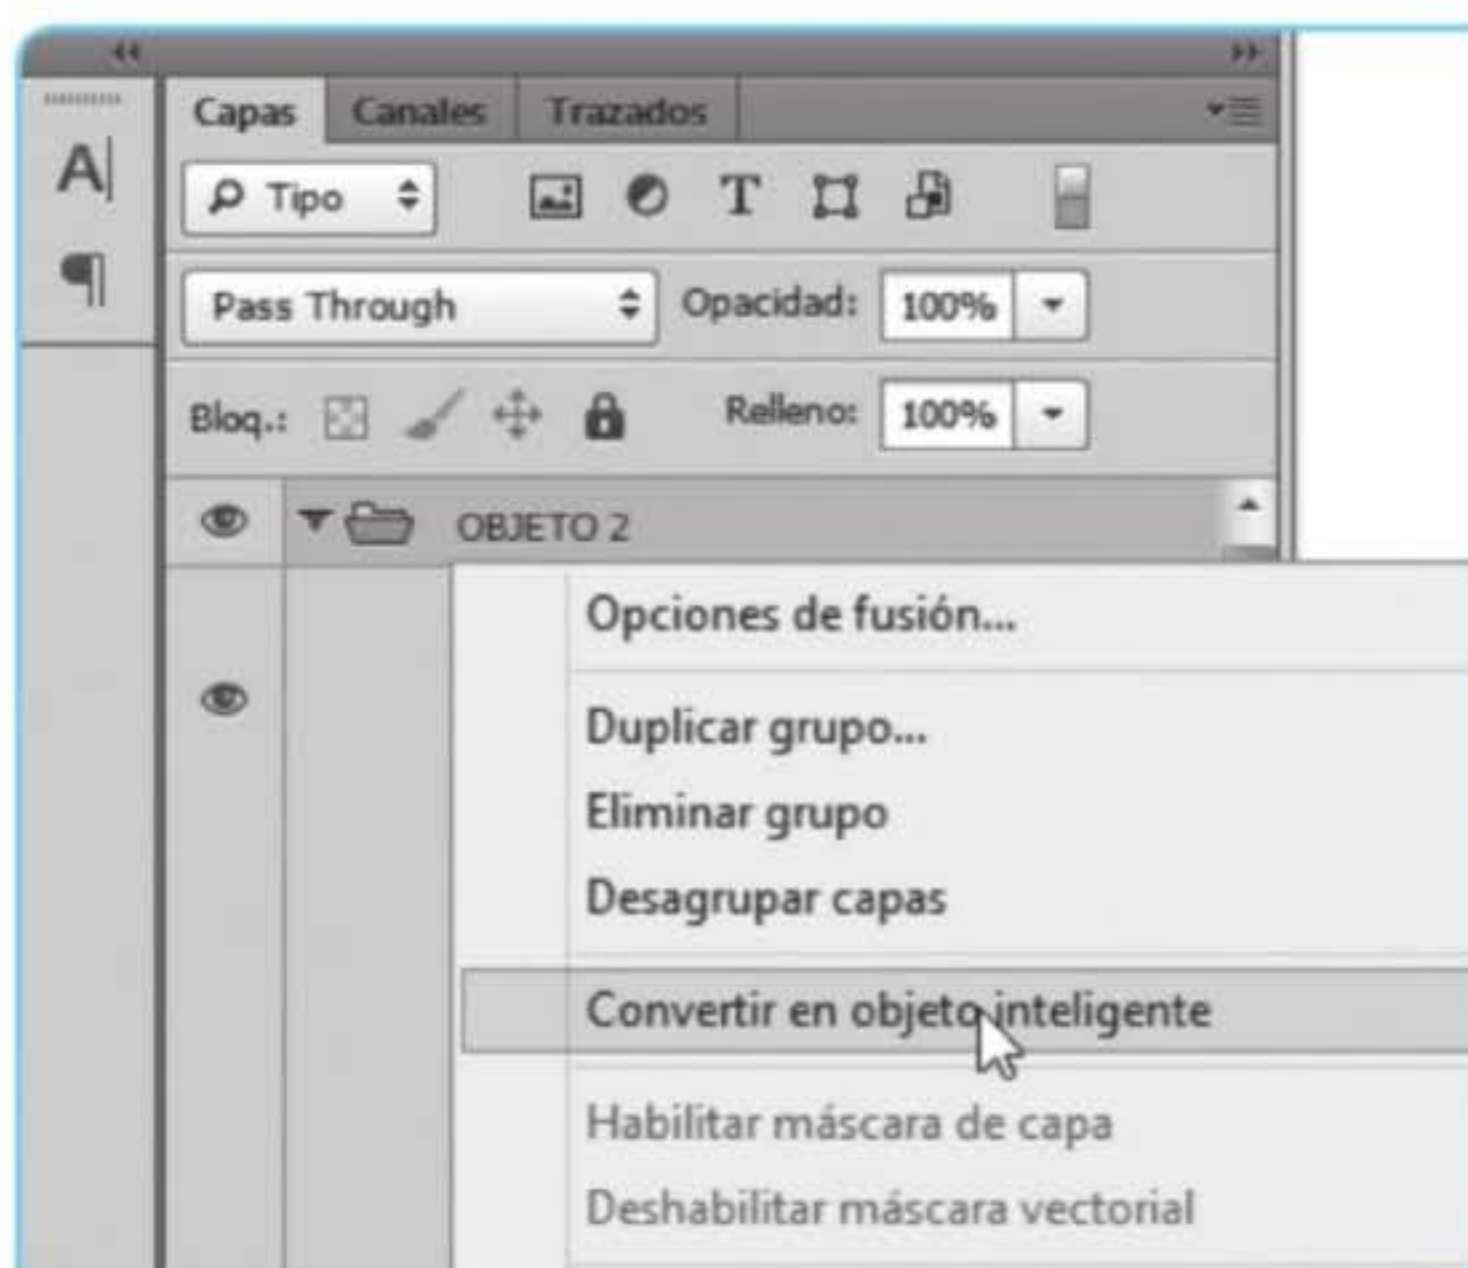 Capas Canales Trazados
Tipo
Pass Through Opacidad: 100%
Bloq.: Relleno: 100%
OBJETO 2
Opciones de fusión...
Duplicar grupo...
Eliminar grupo
Desagrupar capas
Convertir en objeto inteligente
Habilitar máscara de capa
Deshabilitar máscara vectorial